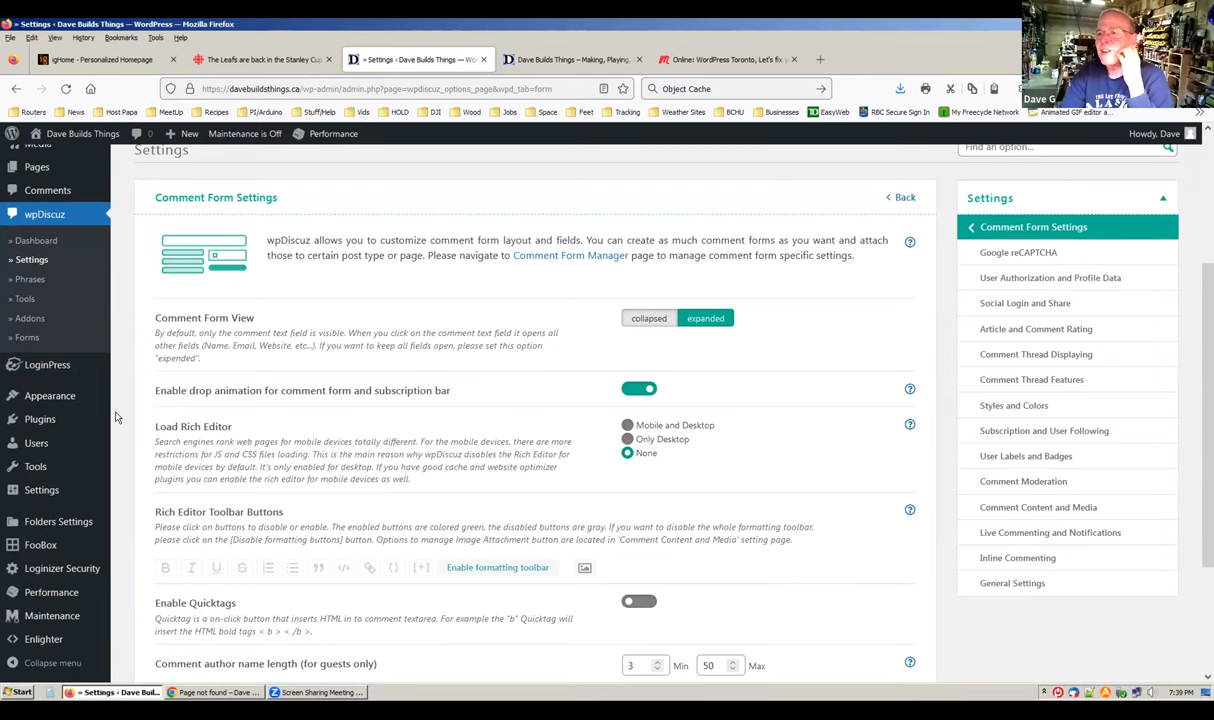 » Settings ‹ Dave Builds Things — WordPress — Mozilla Firefox
File Edit View History Bookmarks Tools Help
igHome - Personalized Homepage
The Leafs are back in the Stanley Cu
» Settings ‹ Dave Builds Things — Wo
Dave Builds Things – Making, Playing,
Online: WordPress Toronto, Let's fix y
https://davebuildsthings.ca/wp-admin/admin.php?page=wpdiscuz_options_page&wpd_tab=form
Object Cache
Dave G
Routers News Host Papa MeetUp Recipes PI/Arduino Stuff/Help Vids HOLD DJI Wood Jobs Space Feet Tracking Weather Sites BCHU Businesses EasyWeb RBC Secure Sign In My Freecycle Network Animated GIF editor a
Dave Builds Things 0 New Maintenance is Off Performance Howdy, Dave
Media
Pages
Comments
wpDiscuz
» Dashboard
» Settings
» Phrases
» Tools
» Addons
» Forms
LoginPress
Appearance
Plugins
Users
Tools
Settings
Folders Settings
FooBox
Loginizer Security
Performance
Maintenance
Enlighter
Collapse menu
Settings
Find an option...
Comment Form Settings
Back
wpDiscuz allows you to customize comment form layout and fields. You can create as much comment forms as you want and attach
those to certain post type or page. Please navigate to Comment Form Manager page to manage comment form specific settings.
Comment Form View
By default, only the comment text field is visible. When you click on the comment text field it opens all
other fields (Name, Email, Website, etc...). If you want to keep all fields open, please set this option
"expanded".
collapsed expanded
Enable drop animation for comment form and subscription bar
Load Rich Editor
Search engines rank web pages for mobile devices totally different. For the mobile devices, there are more
restrictions for JS and CSS files loading. This is the main reason why wpDiscuz disables the Rich Editor for
mobile devices by default. It's only enabled for desktop. If you have good cache and website optimizer
plugins you can enable the rich editor for mobile devices as well.
Mobile and Desktop
Only Desktop
None
Rich Editor Toolbar Buttons
Please click on buttons to disable or enable. The enabled buttons are colored green, the disabled buttons are gray. If you want to disable the whole formatting toolbar,
please click on the [Disable formatting buttons] button. Options to manage Image Attachment button are located in 'Comment Content and Media' setting page.
B I U S </> {} [+] Enable formatting toolbar
Enable Quicktags
Quicktag is a on-click button that inserts HTML in to comment textarea. For example the "b" Quicktag will
insert the HTML bold tags < b > < /b >.
Comment author name length (for guests only)
3 Min 50 Max
Settings
Comment Form Settings
Google reCAPTCHA
User Authorization and Profile Data
Social Login and Share
Article and Comment Rating
Comment Thread Displaying
Comment Thread Features
Styles and Colors
Subscription and User Following
User Labels and Badges
Comment Moderation
Comment Content and Media
Live Commenting and Notifications
Inline Commenting
General Settings
Start
» Settings ‹ Dave Buil...
Page not found – Dave ...
Screen Sharing Meeting ...
7:39 PM